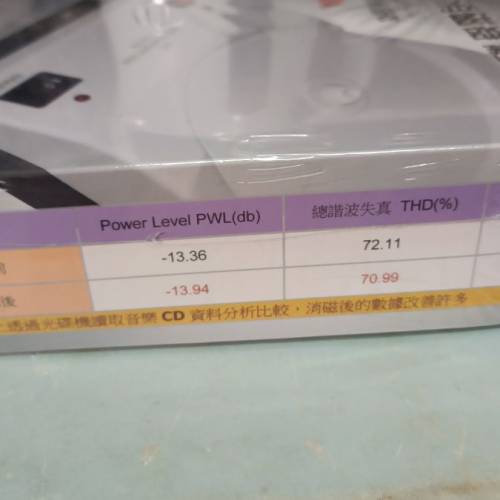 Power Level PWL(db) 總諧波失真 THD(%)
前 -13.36 72.11
後 -13.94 70.99
透過光碟機讀取音樂 CD 資料分析比較，消磁後的數據改善許多